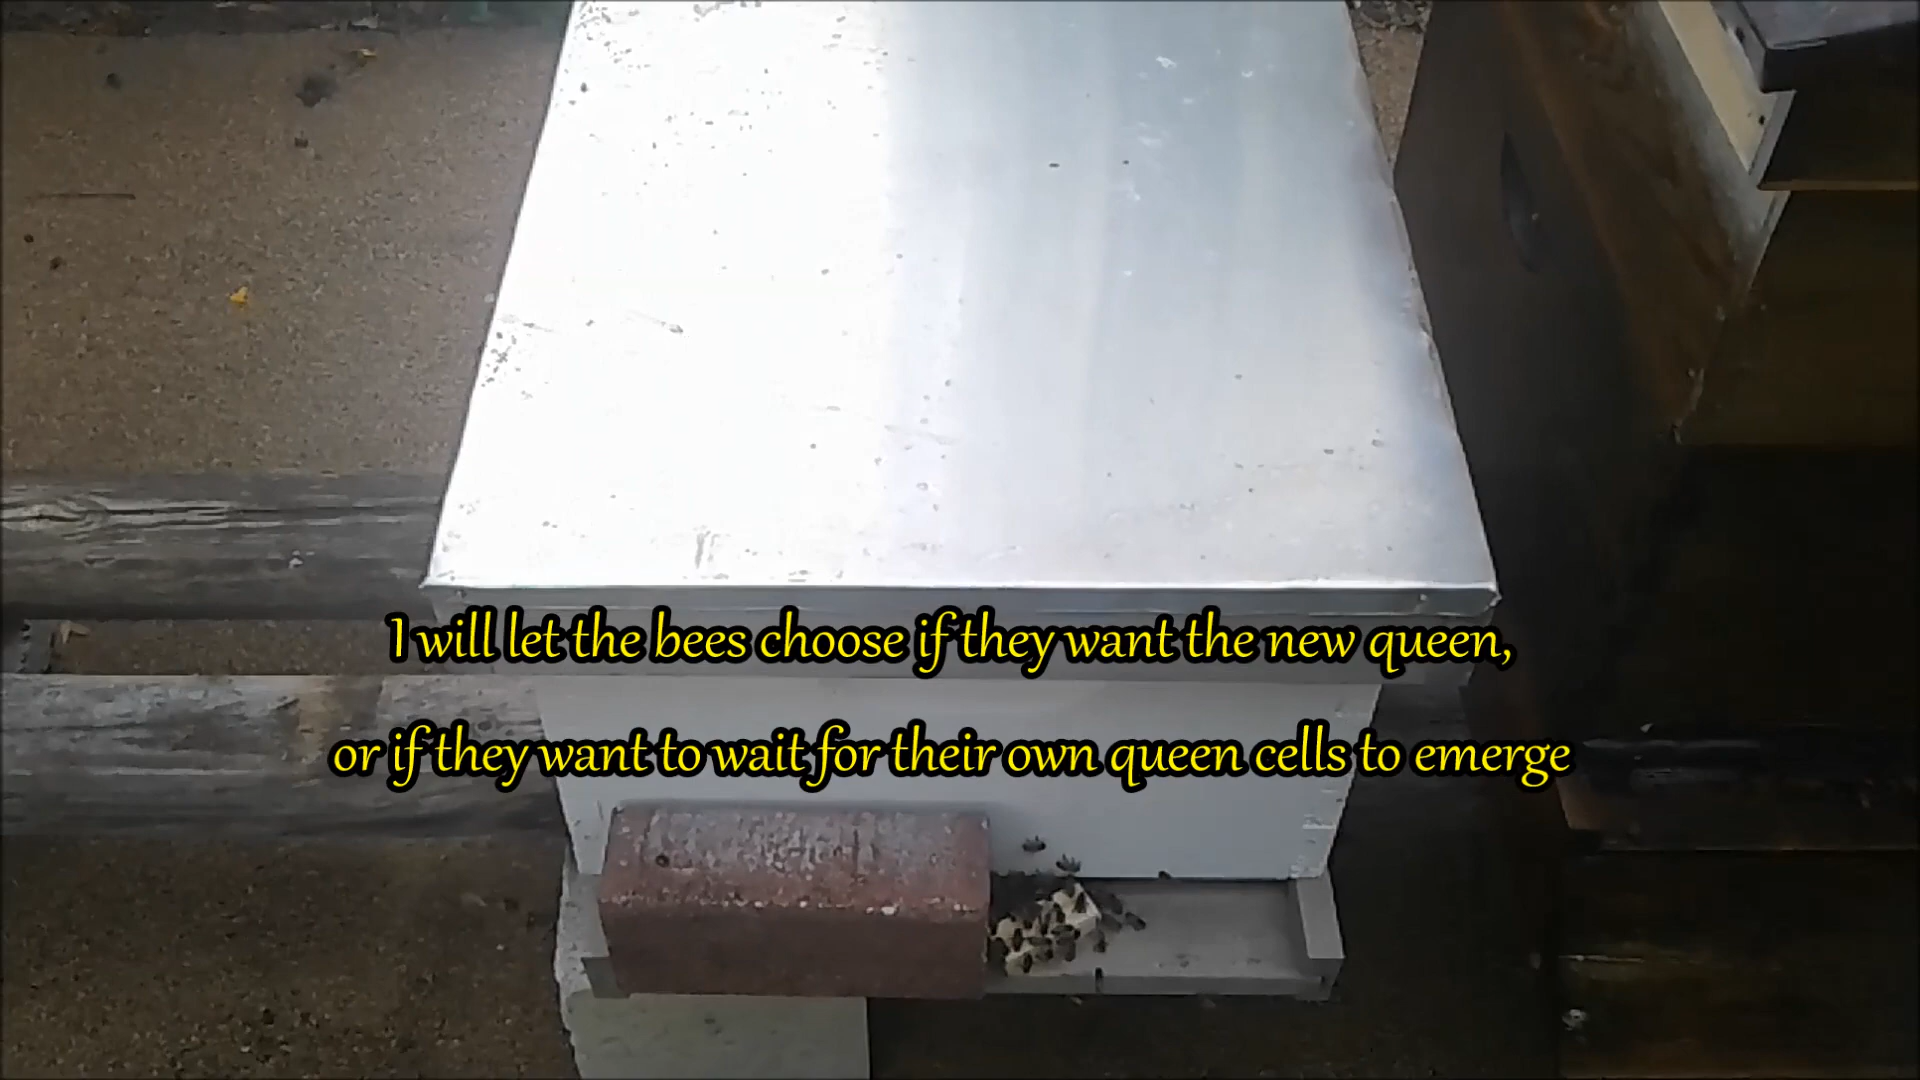 I will let the bees choose if they want the new queen,
or if they want to wait for their own queen cells to emerge